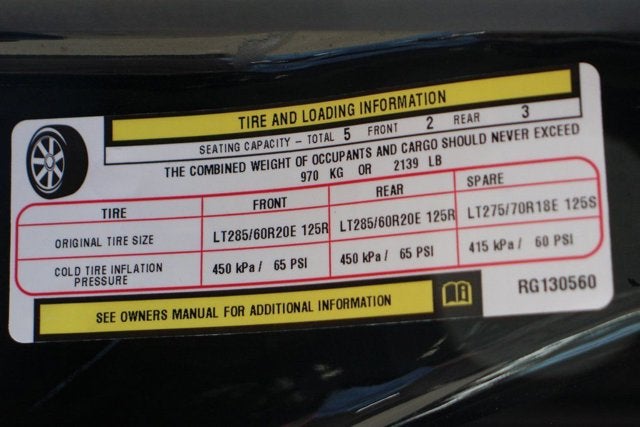 TIRE AND LOADING INFORMATION
SEATING CAPACITY – TOTAL 5 FRONT 2 REAR 3
THE COMBINED WEIGHT OF OCCUPANTS AND CARGO SHOULD NEVER EXCEED
970 KG OR 2139 LB
TIRE FRONT REAR SPARE
ORIGINAL TIRE SIZE LT285/60R20E 125R LT285/60R20E 125R LT275/70R18E 125S
COLD TIRE INFLATION PRESSURE 450 kPa / 65 PSI 450 kPa / 65 PSI 415 kPa / 60 PSI
SEE OWNERS MANUAL FOR ADDITIONAL INFORMATION
RG130560